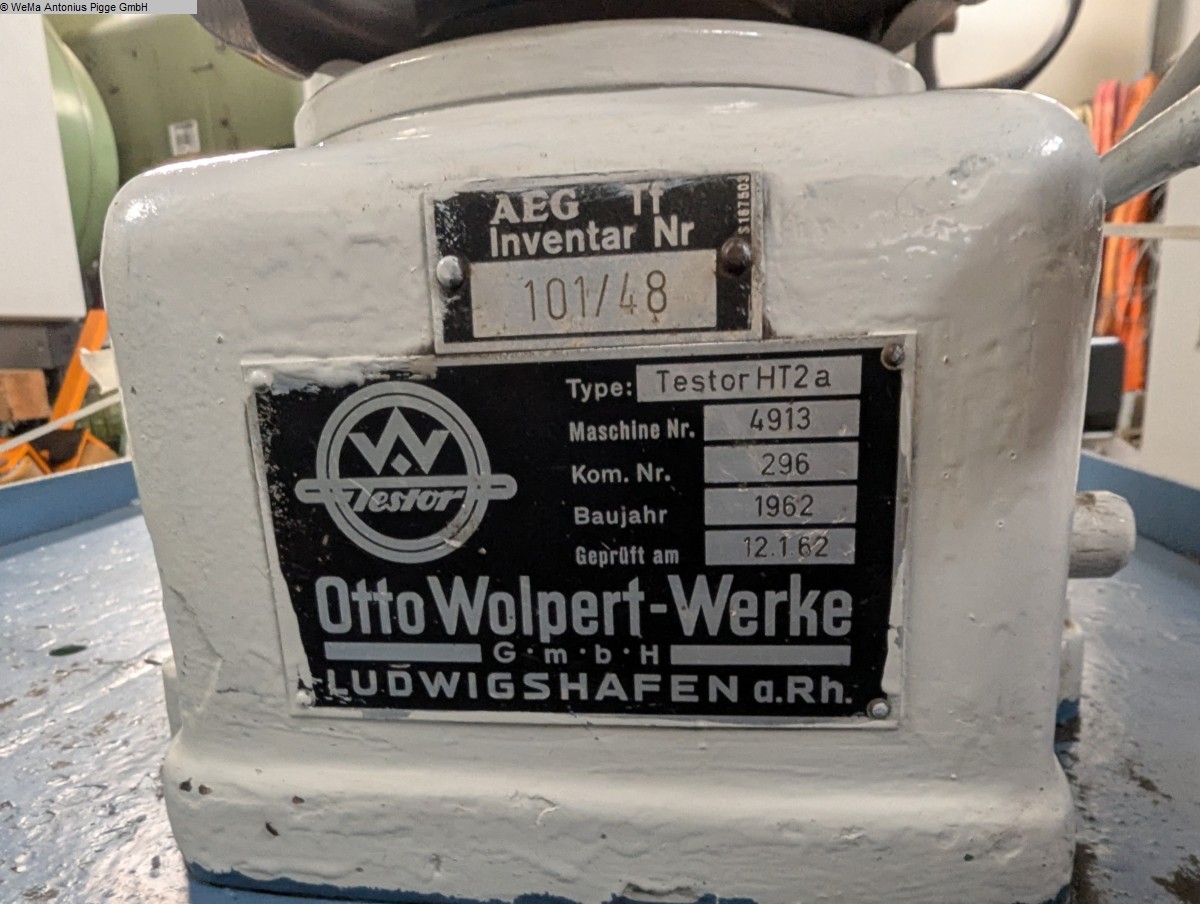 © WeMa Antonius Pigge GmbH
AEG Tf
Inventar Nr
S167503
101/48
Type: Testor HT2a
Maschine Nr. 4913
Kom. Nr. 296
Baujahr 1962
Geprüft am 12.1.62
Testor
Otto Wolpert-Werke
G·m·b·H
LUDWIGSHAFEN a.Rh.